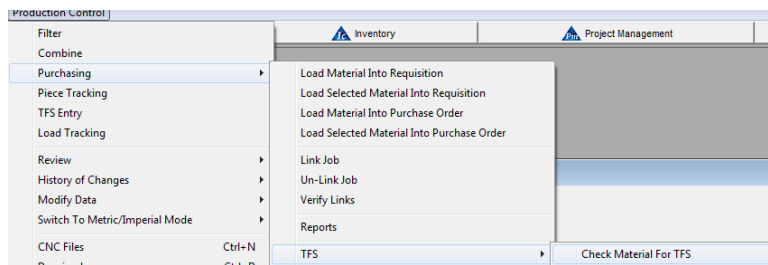 Production Control
Filter
Inventory
Project Management
Combine
Purchasing
Load Material Into Requisition
Piece Tracking
Load Selected Material Into Requisition
TFS Entry
Load Material Into Purchase Order
Load Tracking
Load Selected Material Into Purchase Order
Review
Link Job
History of Changes
Un-Link Job
Modify Data
Verify Links
Switch To Metric/Imperial Mode
Reports
CNC Files Ctrl+N
TFS
Check Material For TFS